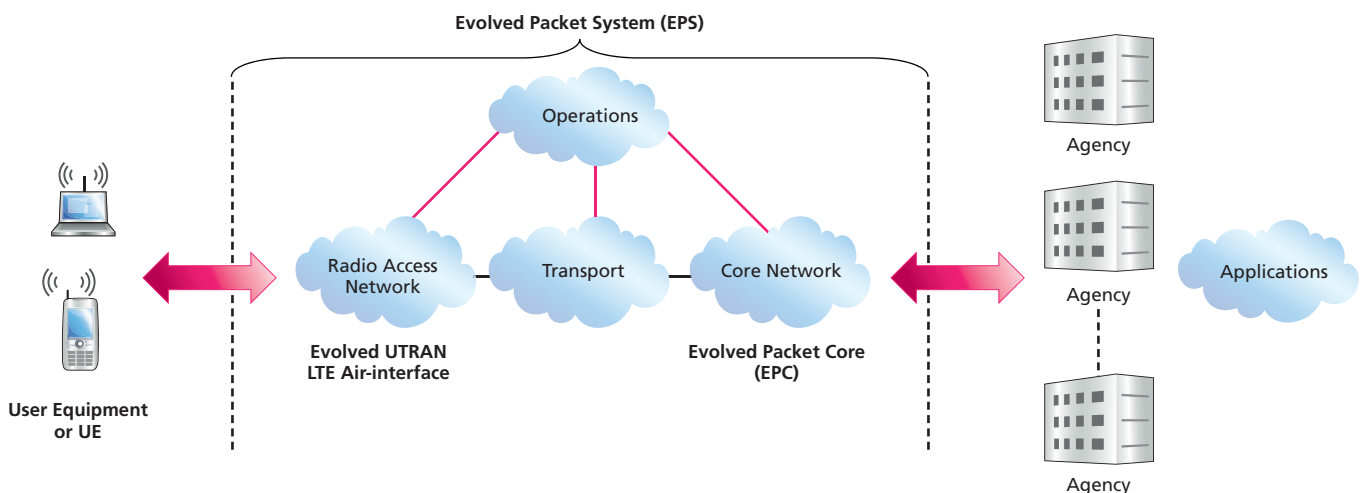 Evolved Packet System (EPS)
Operations
Agency
Radio Access
Network
Transport
Core Network
Agency
Applications
Evolved UTRAN
LTE Air-interface
Evolved Packet Core
(EPC)
User Equipment
or UE
Agency